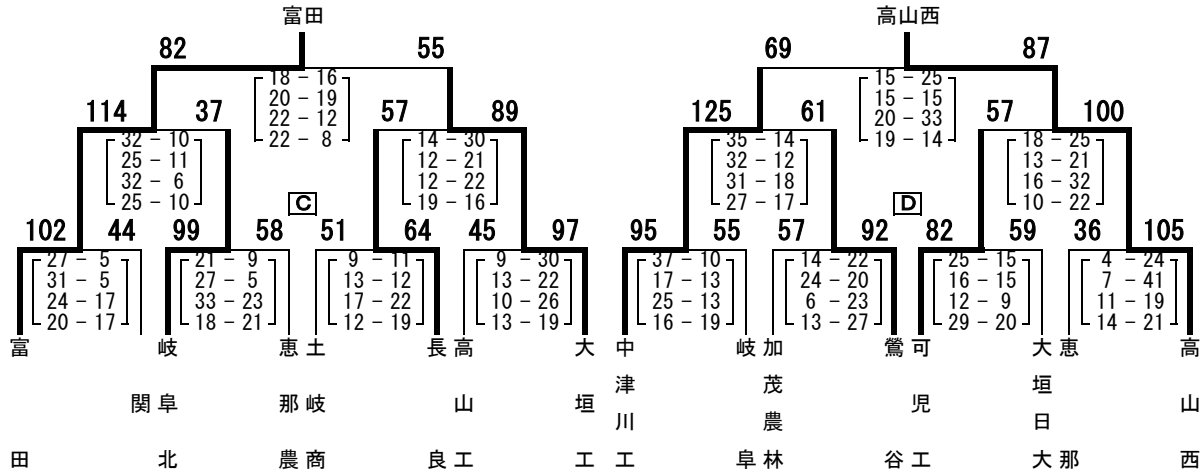 富田 高山西
82 55 69 87
18 - 16 15 - 25
20 - 19 15 - 15
22 - 12 20 - 33
22 - 8 19 - 14
114 37 57 89 125 61 57 100
32 - 10 14 - 30 35 - 14 18 - 25
25 - 11 12 - 21 32 - 12 13 - 21
32 - 6 12 - 22 31 - 18 16 - 32
25 - 10 19 - 16 27 - 17 10 - 22
C D
102 44 99 58 51 64 45 97 95 55 57 92 82 59 36 105
27 - 5 21 - 9 9 - 11 9 - 30 37 - 10 14 - 22 25 - 15 4 - 24
31 - 5 27 - 5 13 - 12 13 - 22 17 - 13 24 - 20 16 - 15 7 - 41
24 - 17 33 - 23 17 - 22 10 - 26 25 - 13 6 - 23 12 - 9 11 - 19
20 - 17 18 - 21 12 - 19 13 - 19 16 - 19 13 - 27 29 - 20 14 - 21
富田
関
岐阜北
恵那農
土岐商
長良
高山工
大垣工
中津川工
岐阜
加茂農林
鶯谷
可児工
大垣日大
恵那
高山西